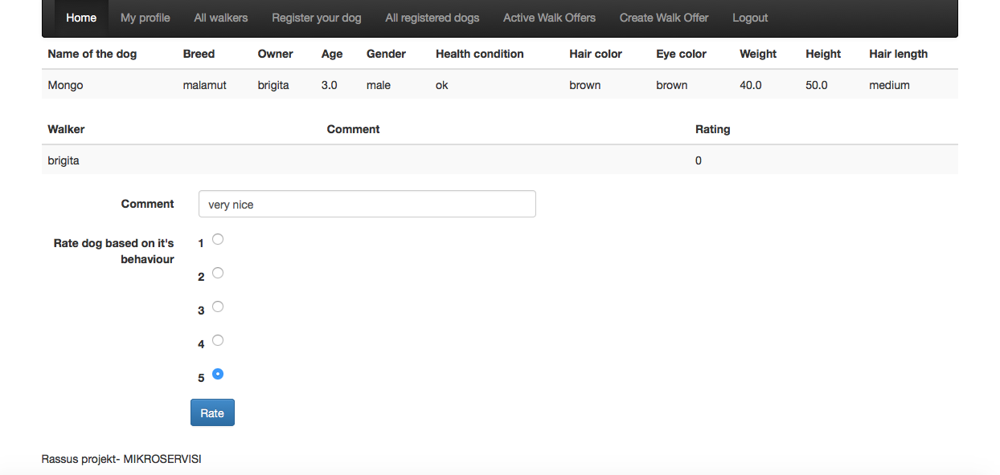 Home My profile All walkers Register your dog All registered dogs Active Walk Offers Create Walk Offer Logout
Name of the dog Breed Owner Age Gender Health condition Hair color Eye color Weight Height Hair length
Mongo malamut brigita 3.0 male ok brown brown 40.0 50.0 medium
Walker Comment Rating
brigita 0
Comment very nice
Rate dog based on it's
behaviour
1
2
3
4
5
Rate
Rassus projekt- MIKROSERVISI